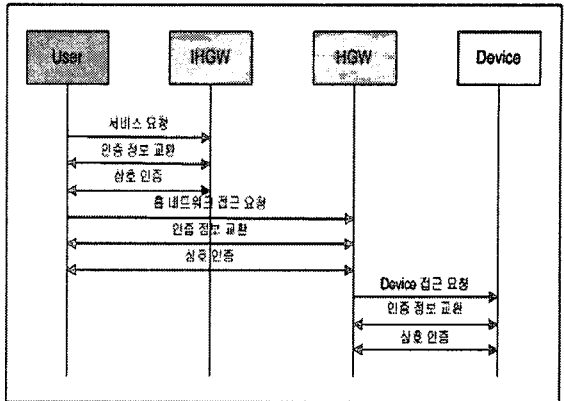 User
IHGW
HGW
Device
서비스 요청
인증 정보 교환
상호 인증
홈 네트워크 접근 요청
인증 정보 교환
상호 인증
Device 접근 요청
인증 정보 교환
상호 인증